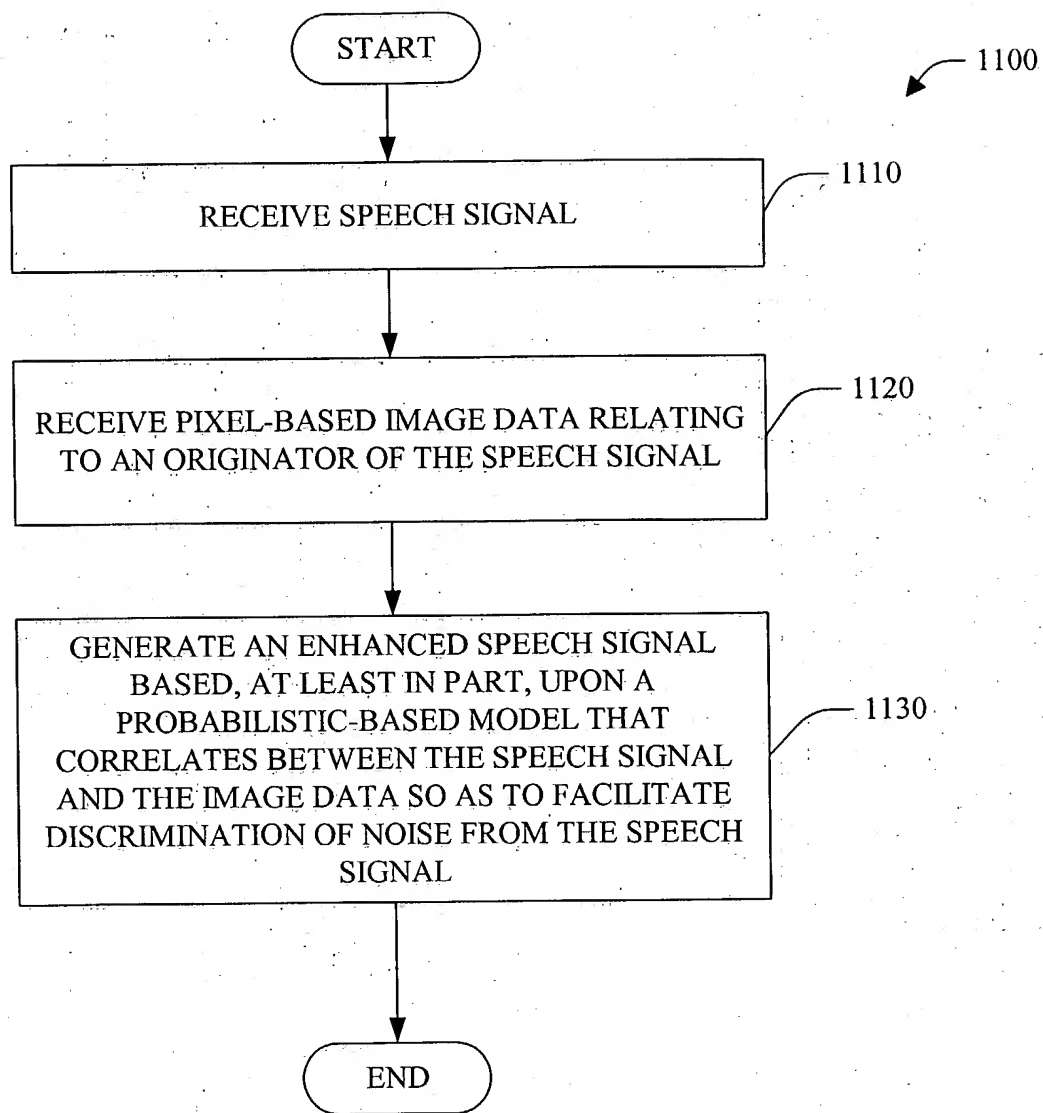 START
1100
1110
RECEIVE SPEECH SIGNAL
1120
RECEIVE PIXEL-BASED IMAGE DATA RELATING
TO AN ORIGINATOR OF THE SPEECH SIGNAL
GENERATE AN ENHANCED SPEECH SIGNAL
BASED, AT LEAST IN PART, UPON A
PROBABILISTIC-BASED MODEL THAT
CORRELATES BETWEEN THE SPEECH SIGNAL
AND THE IMAGE DATA SO AS TO FACILITATE
DISCRIMINATION OF NOISE FROM THE SPEECH
SIGNAL
1130
END